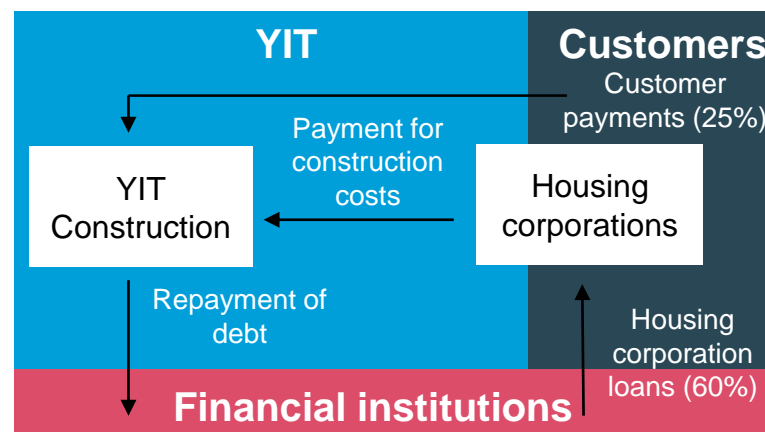 YIT
Customers
Customer
payments (25%)
Payment for
construction
costs
YIT
Construction
Housing
corporations
Repayment of
debt
Housing
corporation
loans (60%)
Financial institutions